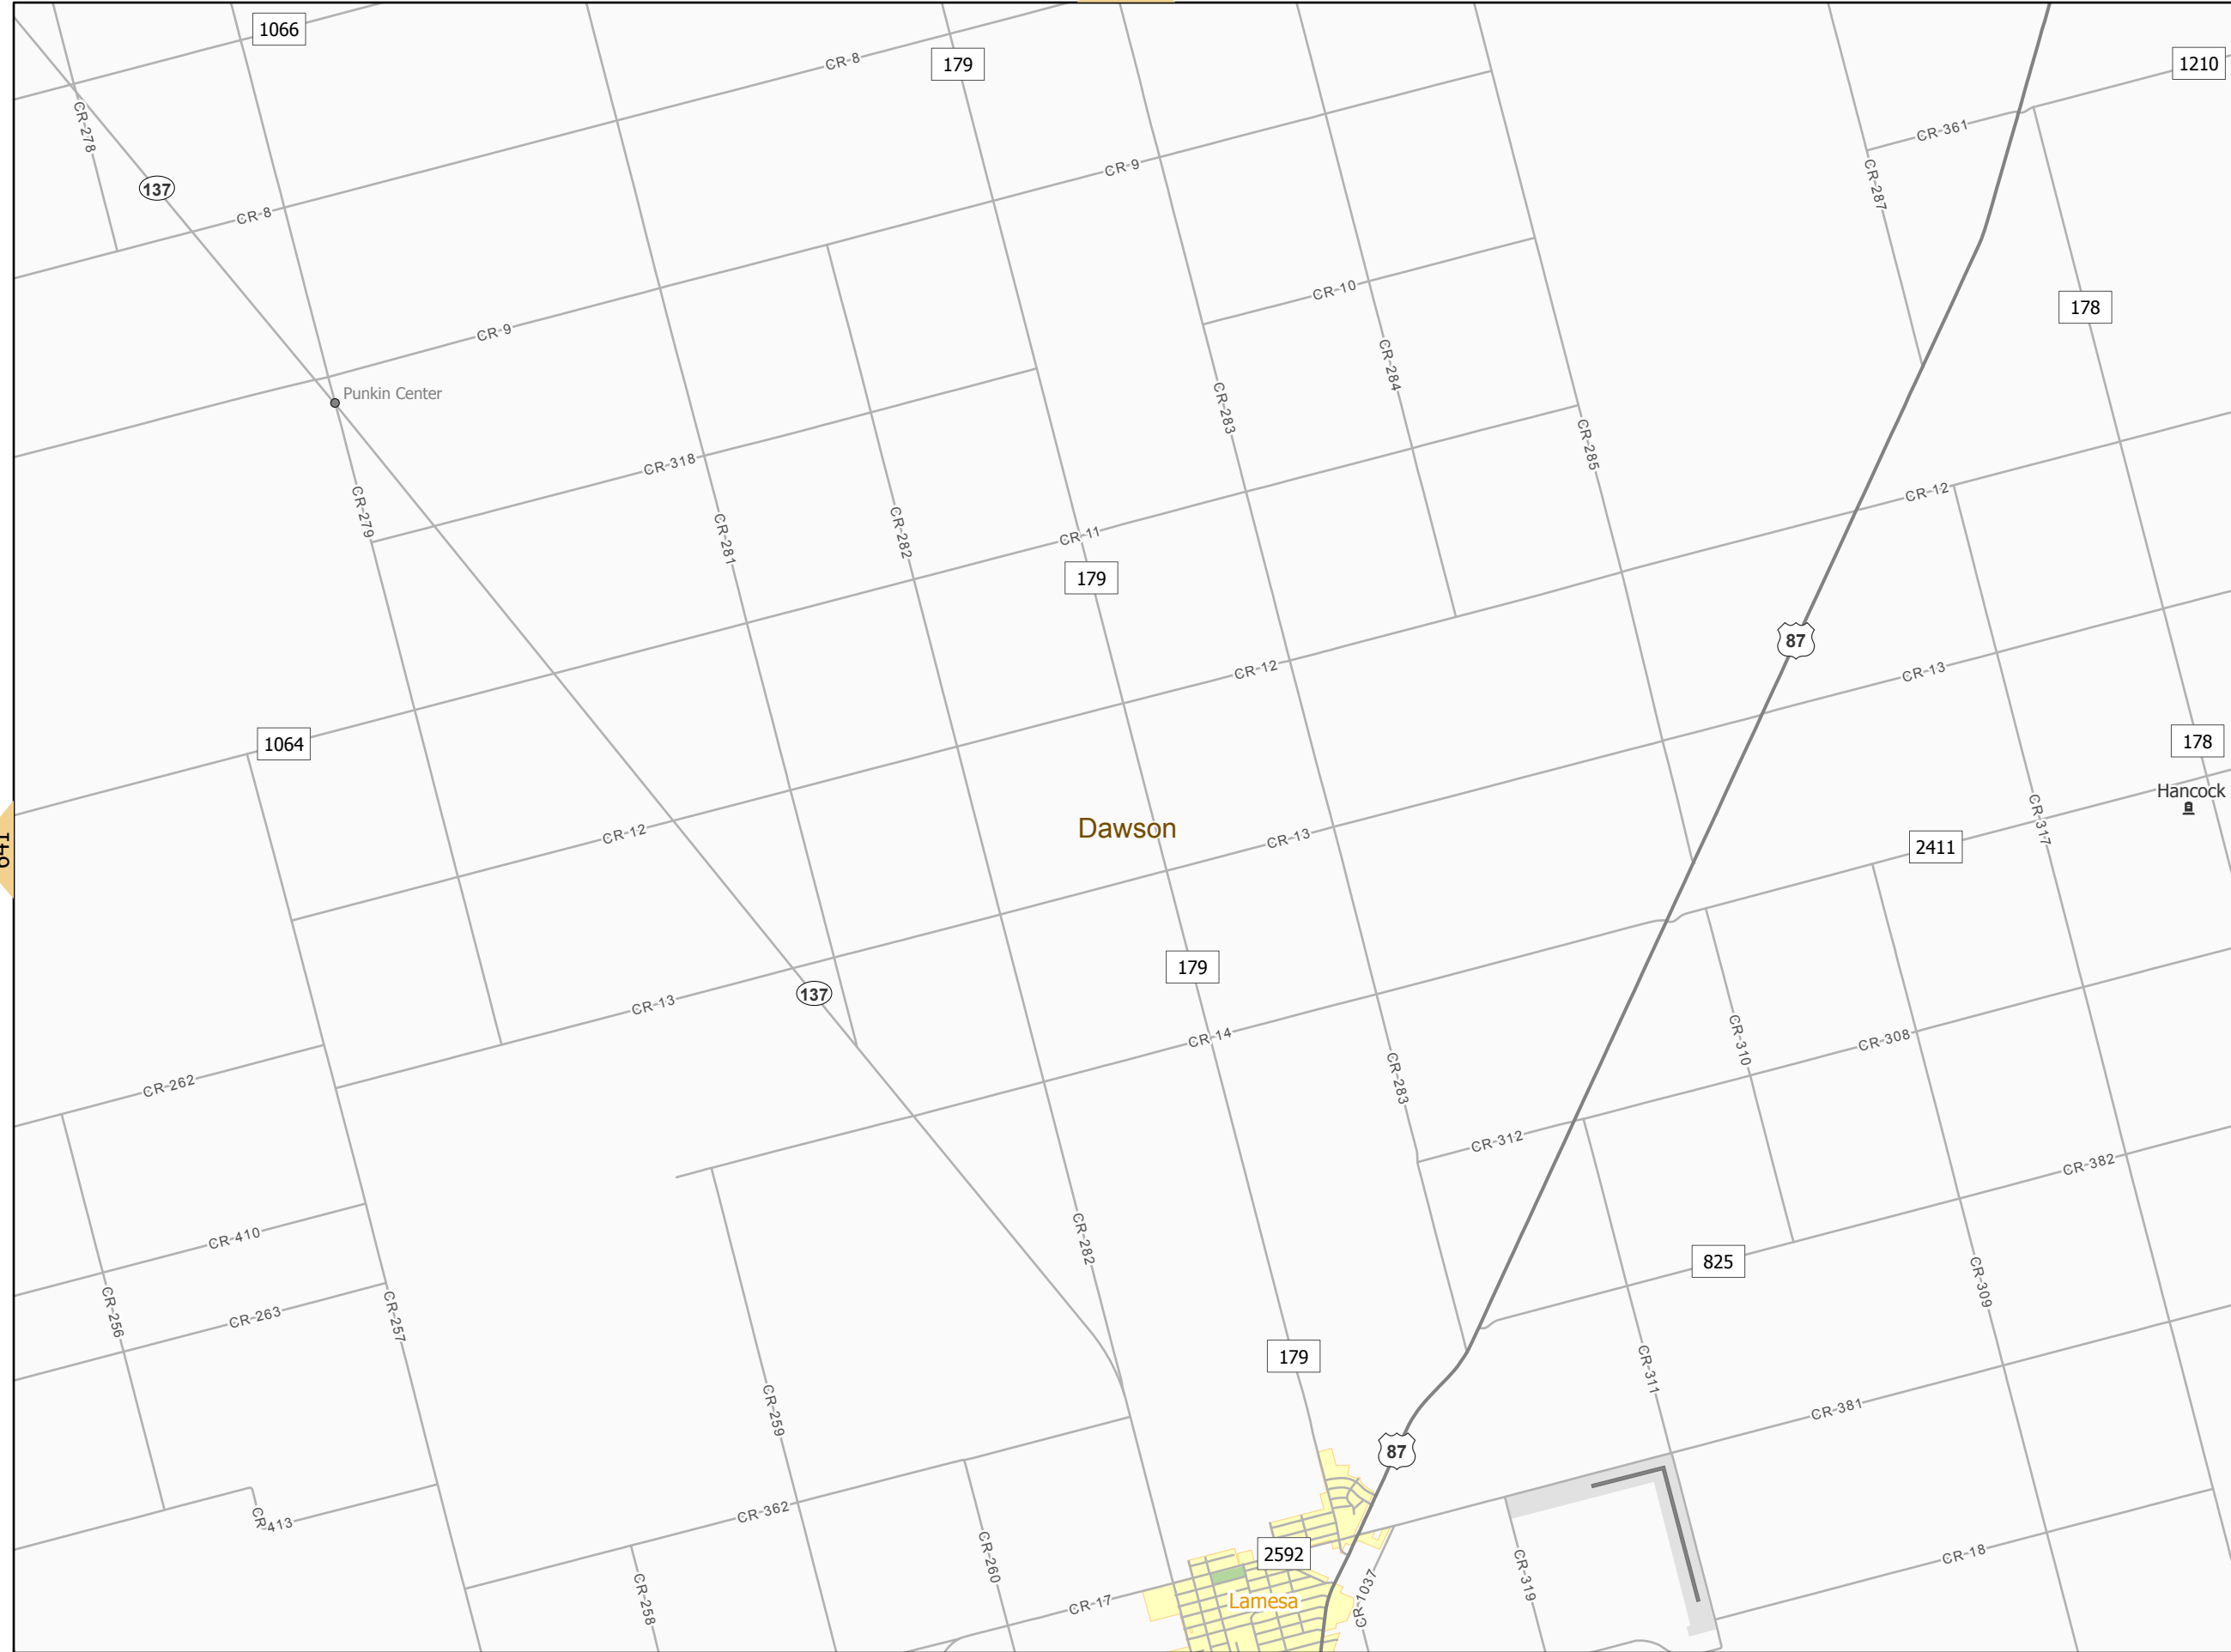 1066
CR-8
179
1210
CR-278
CR-361
137
CR-9
CR-287
CR-8
CR-10
178
CR-9
CR-284
Punkin Center
CR-283
CR-285
CR-318
CR-279
CR-281
CR-282
CR-11
CR-12
179
87
CR-12
CR-13
1064
178
Hancock
CR-12
Dawson
CR-13
CR-317
2411
641
179
137
CR-13
CR-14
CR-310
CR-308
CR-283
CR-262
CR-312
CR-382
CR-410
CR-282
825
CR-256
CR-263
CR-257
CR-309
179
CR-311
CR-259
CR-381
87
CR-362
CR-413
2592
CR-260
CR-18
CR-319
CR-258
CR-17
Lamesa
CR-1037